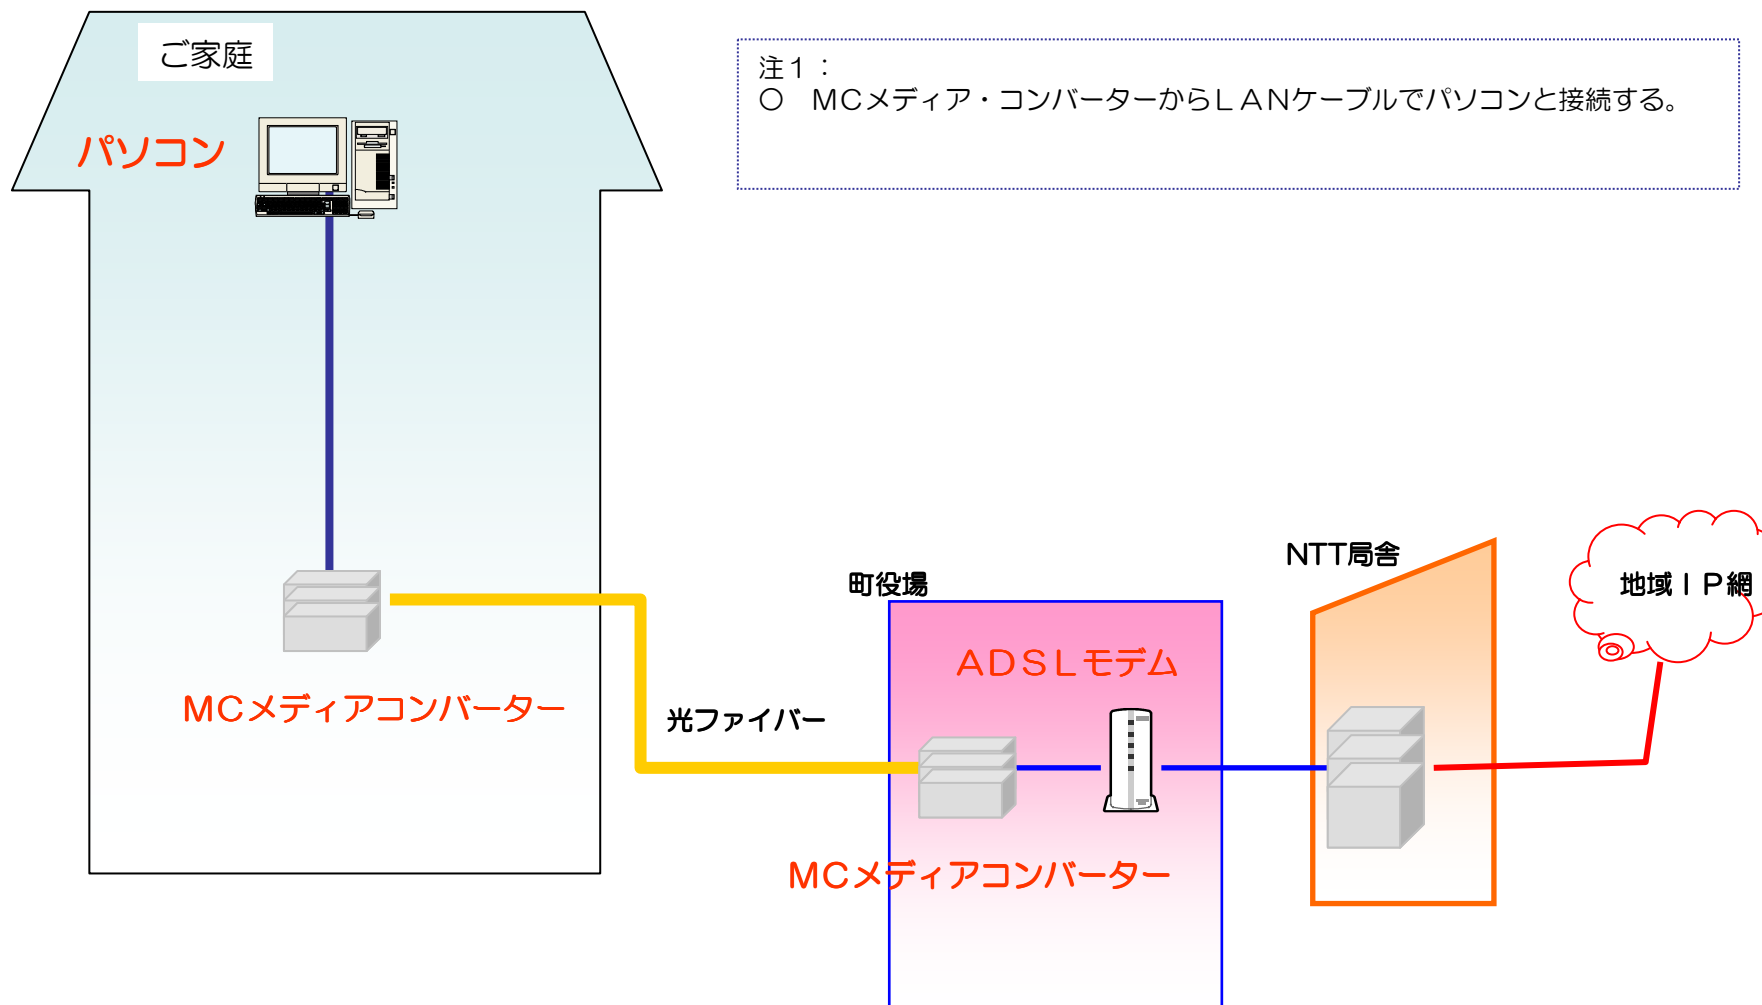 ご家庭
注１：
○　ＭＣメディア・コンバーターからＬＡＮケーブルでパソコンと接続する。
パソコン
NTT局舎
町役場
地域ＩＰ網
ＡＤＳＬモデム
ＭＣメディアコンバーター
光ファイバー
ＭＣメディアコンバーター